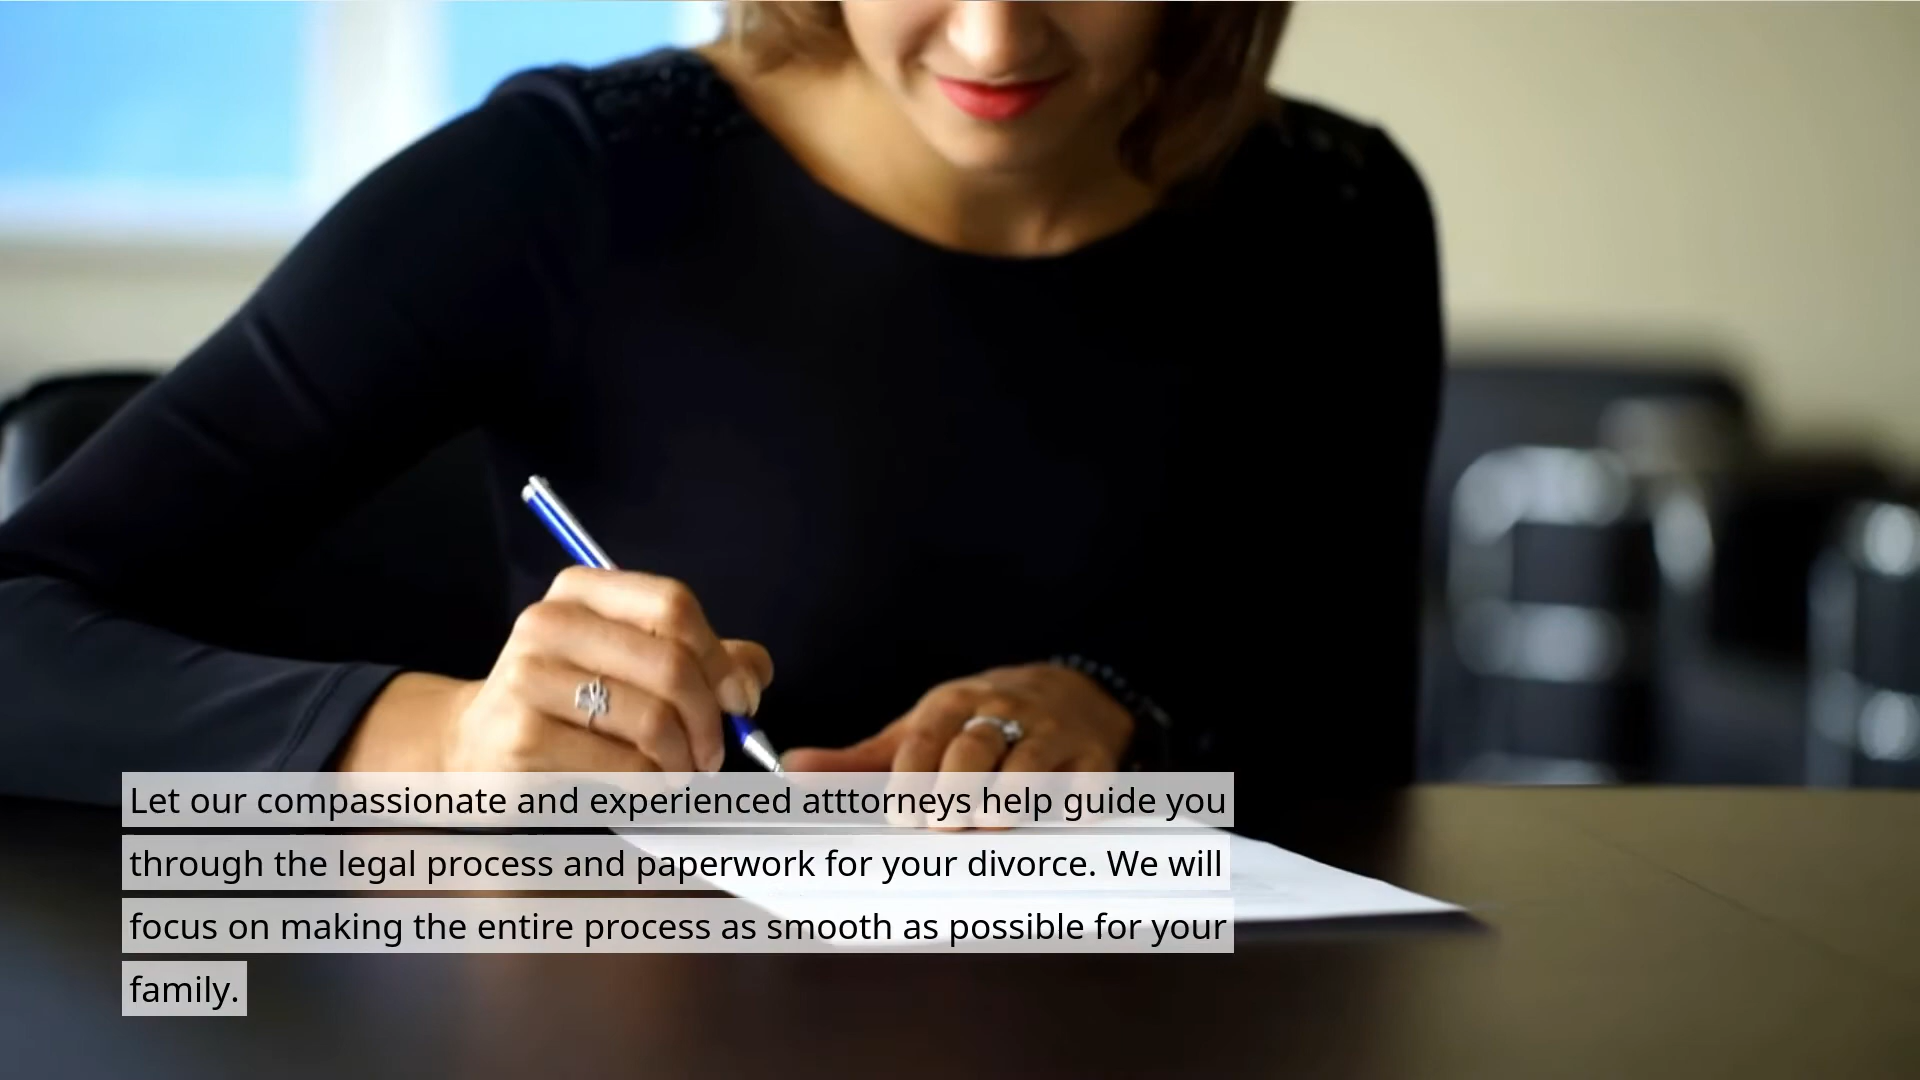 Let our compassionate and experienced atttorneys help guide you
through the legal process and paperwork for your divorce. We will
focus on making the entire process as smooth as possible for your
family.